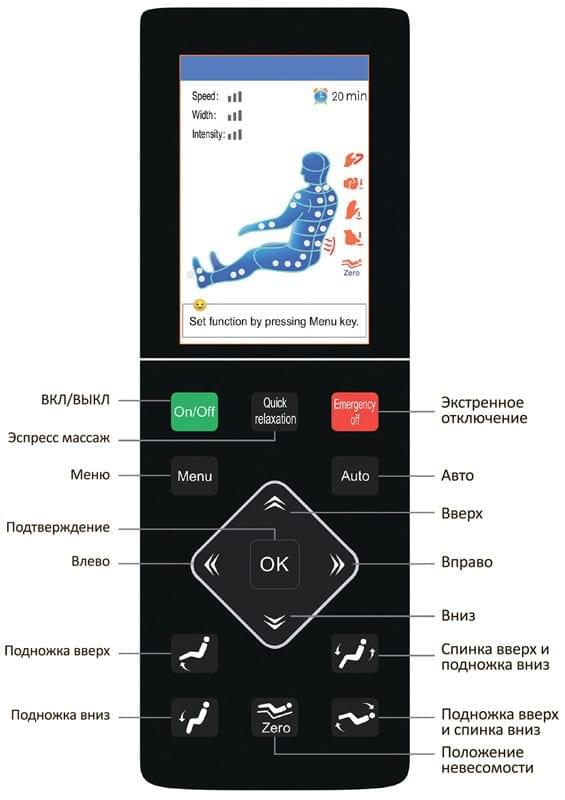 Speed:
20 min
Width:
Intensity:
Zero
Set function by pressing Menu key.
ВКЛ/ВЫКЛ
On/Off
Quick
relaxation
Emergency
off
Экстренное
отключение
Эспресс массаж
Меню
Menu
Auto
Авто
Вверх
Подтверждение
Влево
OK
Вправо
Вниз
Подножка вверх
Спинка вверх и
подножка вниз
Подножка вниз
Zero
Подножка вверх
и спинка вниз
Положение
невесомости